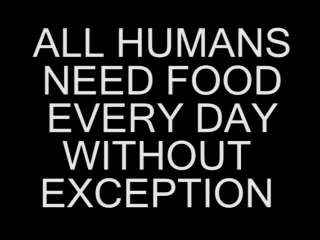 ALL HUMANS
NEED FOOD
EVERY DAY
WITHOUT
EXCEPTION